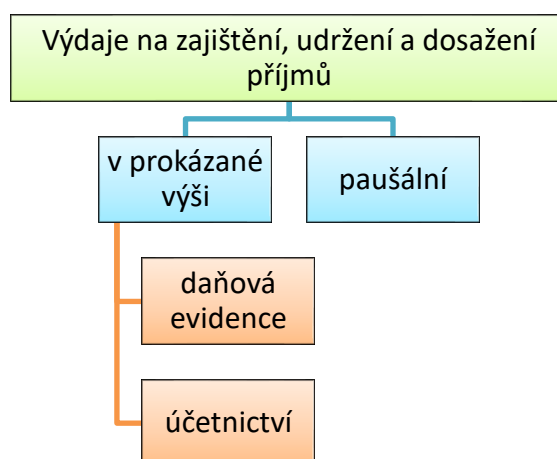 Výdaje na zajištění, udržení a dosažení
příjmů
v prokázané
výši
paušální
daňová
evidence
účetnictví